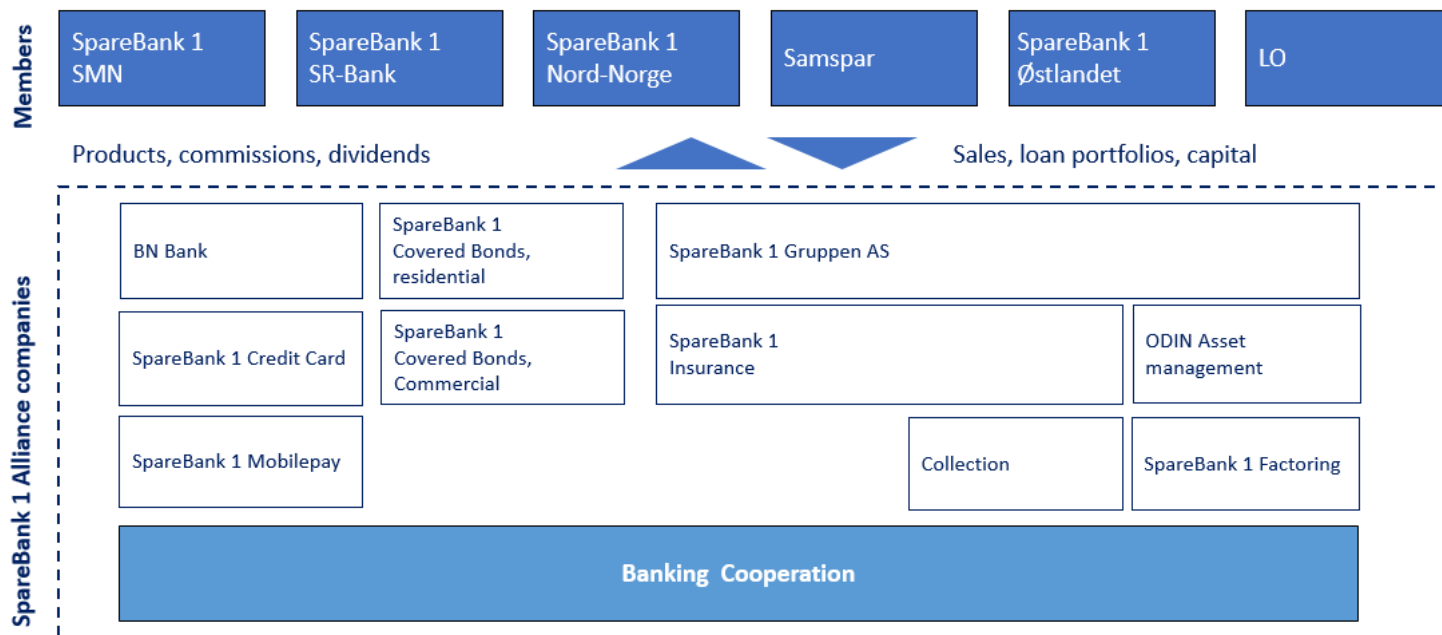 Members
SpareBank 1
SMN
SpareBank 1
SR-Bank
SpareBank 1
Nord-Norge
Samspar
SpareBank 1
Østlandet
LO
Products, commissions, dividends
Sales, loan portfolios, capital
SpareBank 1 Alliance companies
BN Bank
SpareBank 1
Covered Bonds,
residential
SpareBank 1 Gruppen AS
SpareBank 1 Credit Card
SpareBank 1
Covered Bonds,
Commercial
SpareBank 1
Insurance
ODIN Asset
management
SpareBank 1 Mobilepay
Collection
SpareBank 1 Factoring
Banking Cooperation